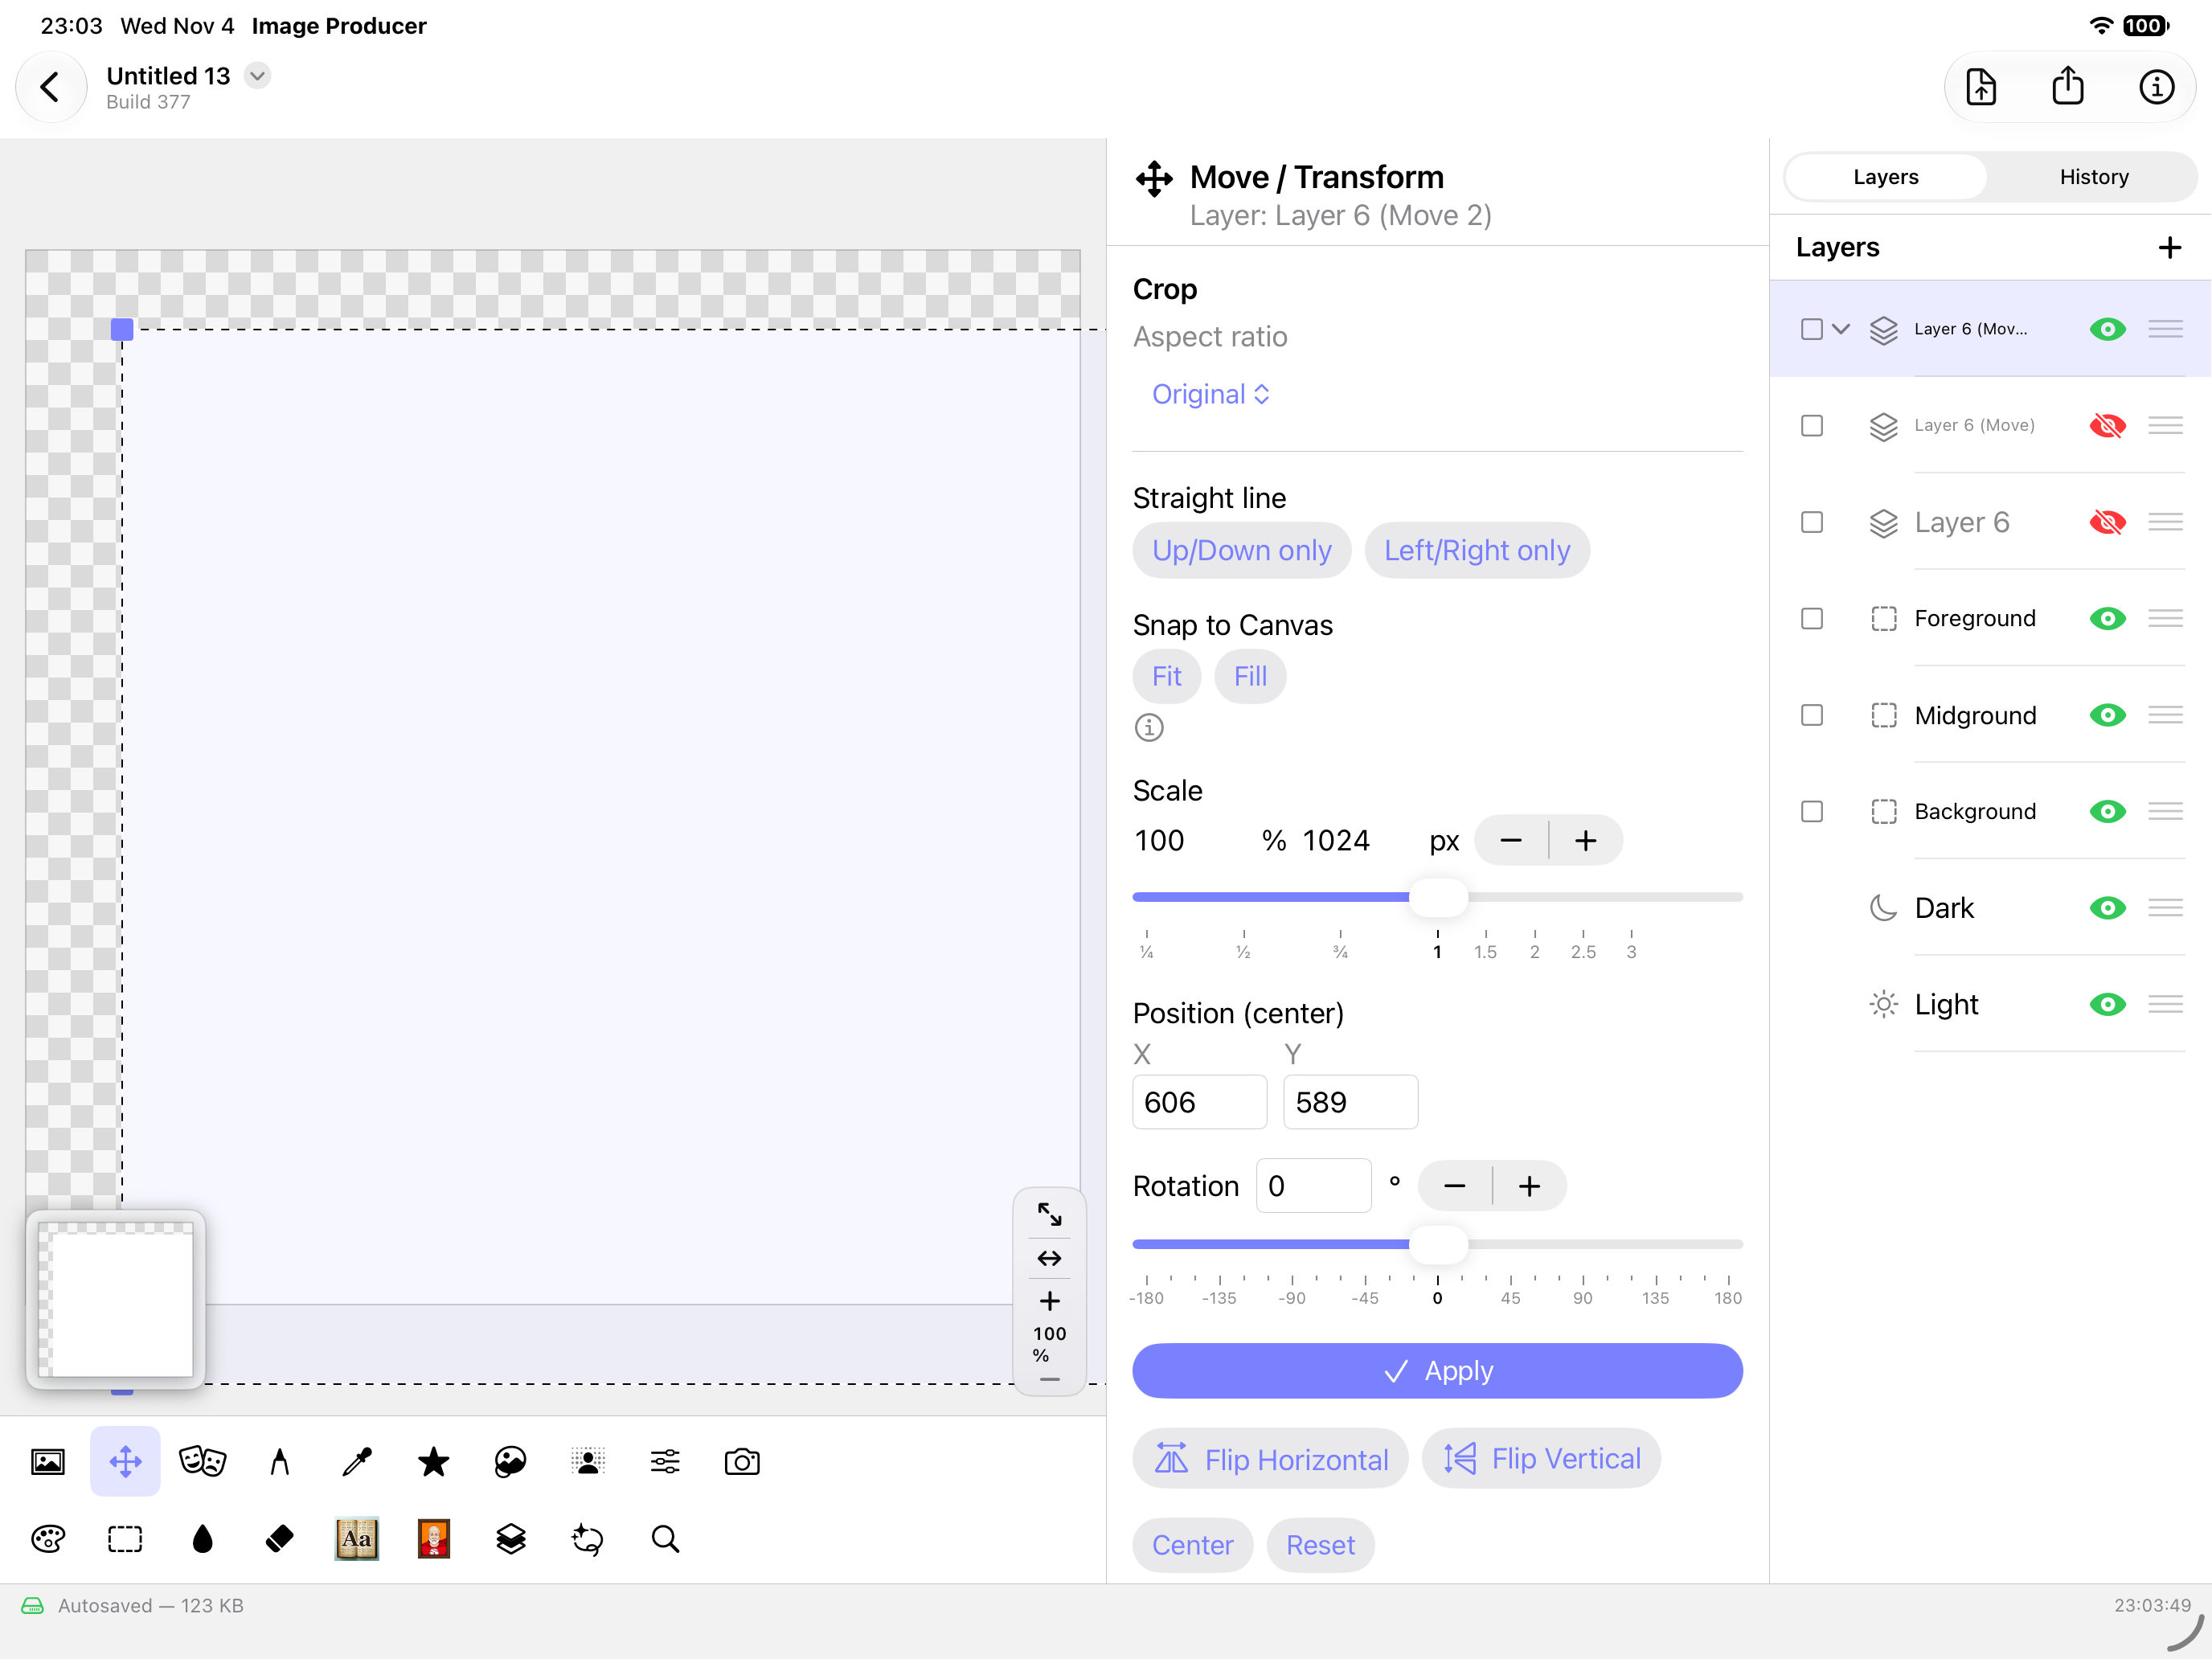 23:03 Wed Nov 4 Image Producer
100
Untitled 13
Build 377
Move / Transform
Layer: Layer 6 (Move 2)
Crop
Aspect ratio
Original
Straight line
Up/Down only Left/Right only
Snap to Canvas
Fit Fill
Scale
100 % 1024 px
¼ ½ ¾ 1 1.5 2 2.5 3
Position (center)
X Y
606 589
Rotation 0 °
-180 -135 -90 -45 0 45 90 135 180
Apply
Flip Horizontal Flip Vertical
Center Reset
Layers History
Layers
Layer 6 (Mov...
Layer 6 (Move)
Layer 6
Foreground
Midground
Background
Dark
Light
100
%
Aa
Autosaved — 123 KB
23:03:49